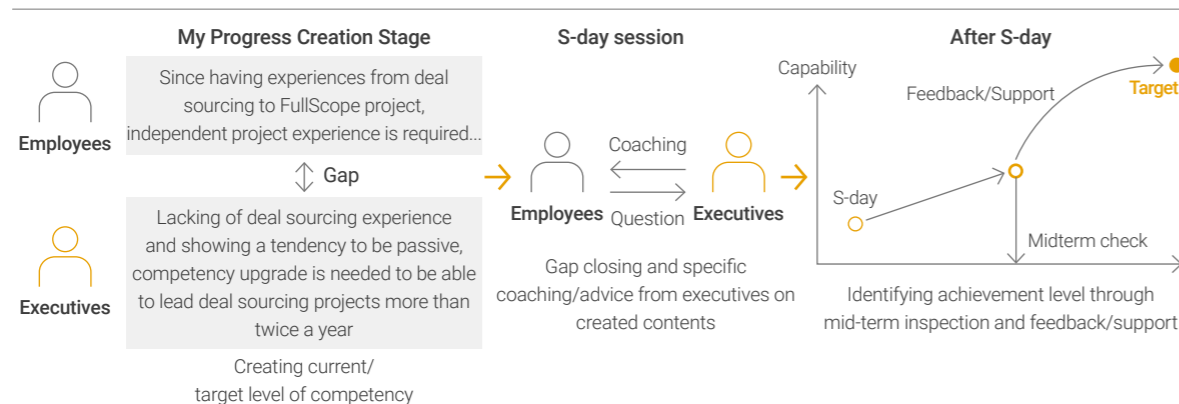 My Progress Creation Stage
Employees
Since having experiences from deal
sourcing to FullScope project,
independent project experience is required...
Gap
Executives
Lacking of deal sourcing experience
and showing a tendency to be passive,
competency upgrade is needed to be able
to lead deal sourcing projects more than
twice a year
Creating current/
target level of competency
S-day session
Employees
Coaching
Question
Executives
Gap closing and specific
coaching/advice from executives on
created contents
After S-day
Capability
Feedback/Support
Target
S-day
Midterm check
Identifying achievement level through
mid-term inspection and feedback/support